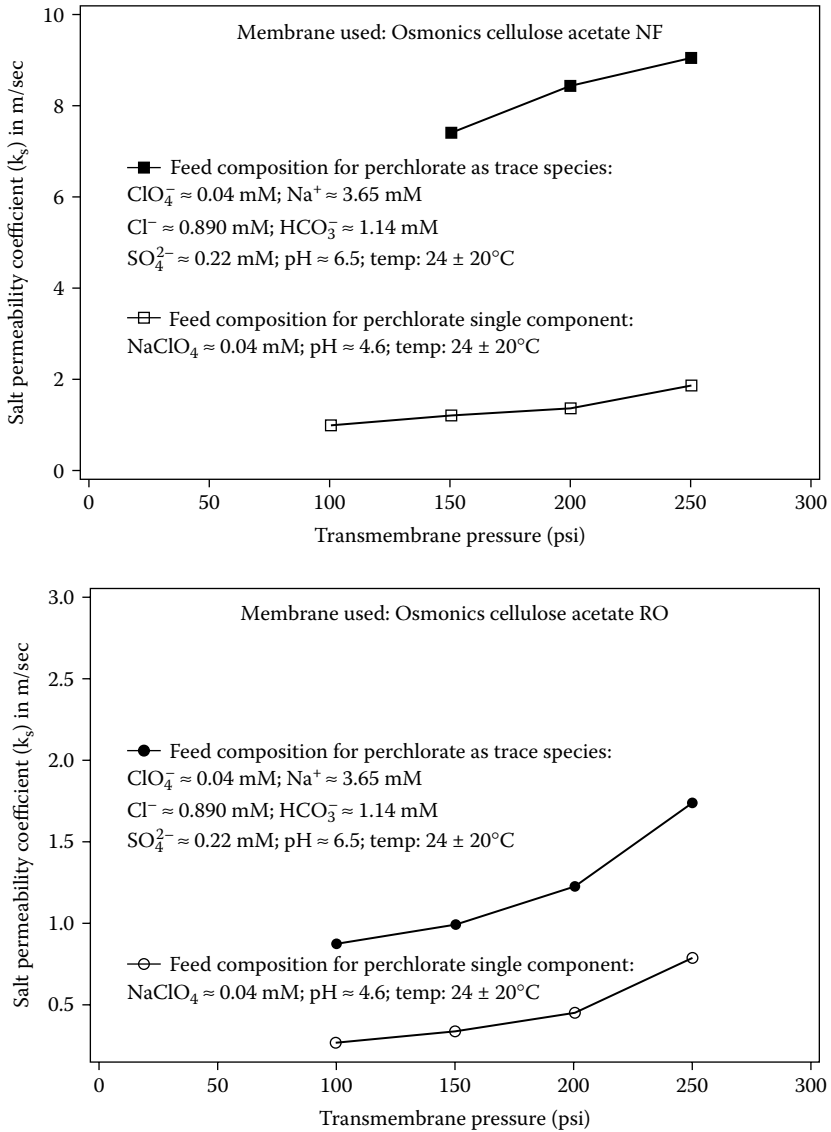 Membrane used: Osmonics cellulose acetate NF
Salt permeability coefficient (kₛ) in m/sec
10
8
6
4
2
0
Feed composition for perchlorate as trace species:
ClO₄⁻ ≈ 0.04 mM; Na⁺ ≈ 3.65 mM
Cl⁻ ≈ 0.890 mM; HCO₃⁻ ≈ 1.14 mM
SO₄²⁻ ≈ 0.22 mM; pH ≈ 6.5; temp: 24 ± 20°C
Feed composition for perchlorate single component:
NaClO₄ ≈ 0.04 mM; pH ≈ 4.6; temp: 24 ± 20°C
0 50 100 150 200 250 300
Transmembrane pressure (psi)
Membrane used: Osmonics cellulose acetate RO
Salt permeability coefficient (kₛ) in m/sec
3.0
2.5
2.0
1.5
1.0
0.5
Feed composition for perchlorate as trace species:
ClO₄⁻ ≈ 0.04 mM; Na⁺ ≈ 3.65 mM
Cl⁻ ≈ 0.890 mM; HCO₃⁻ ≈ 1.14 mM
SO₄²⁻ ≈ 0.22 mM; pH ≈ 6.5; temp: 24 ± 20°C
Feed composition for perchlorate single component:
NaClO₄ ≈ 0.04 mM; pH ≈ 4.6; temp: 24 ± 20°C
0 50 100 150 200 250 300
Transmembrane pressure (psi)